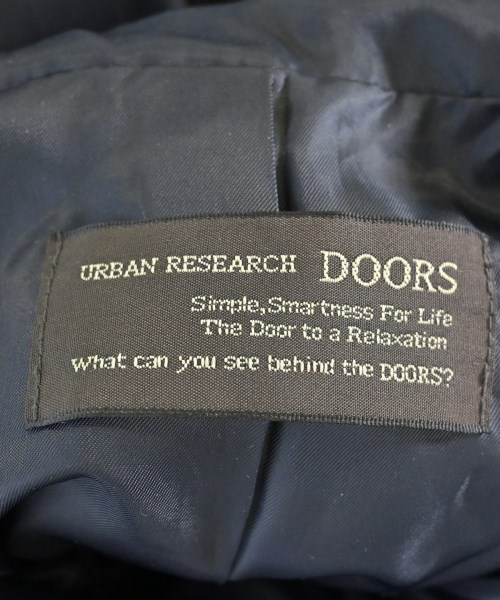 URBAN RESEARCH DOORS
Simple,Smartness For Life
The Door to a Relaxation
What can you see behind the DOORS?